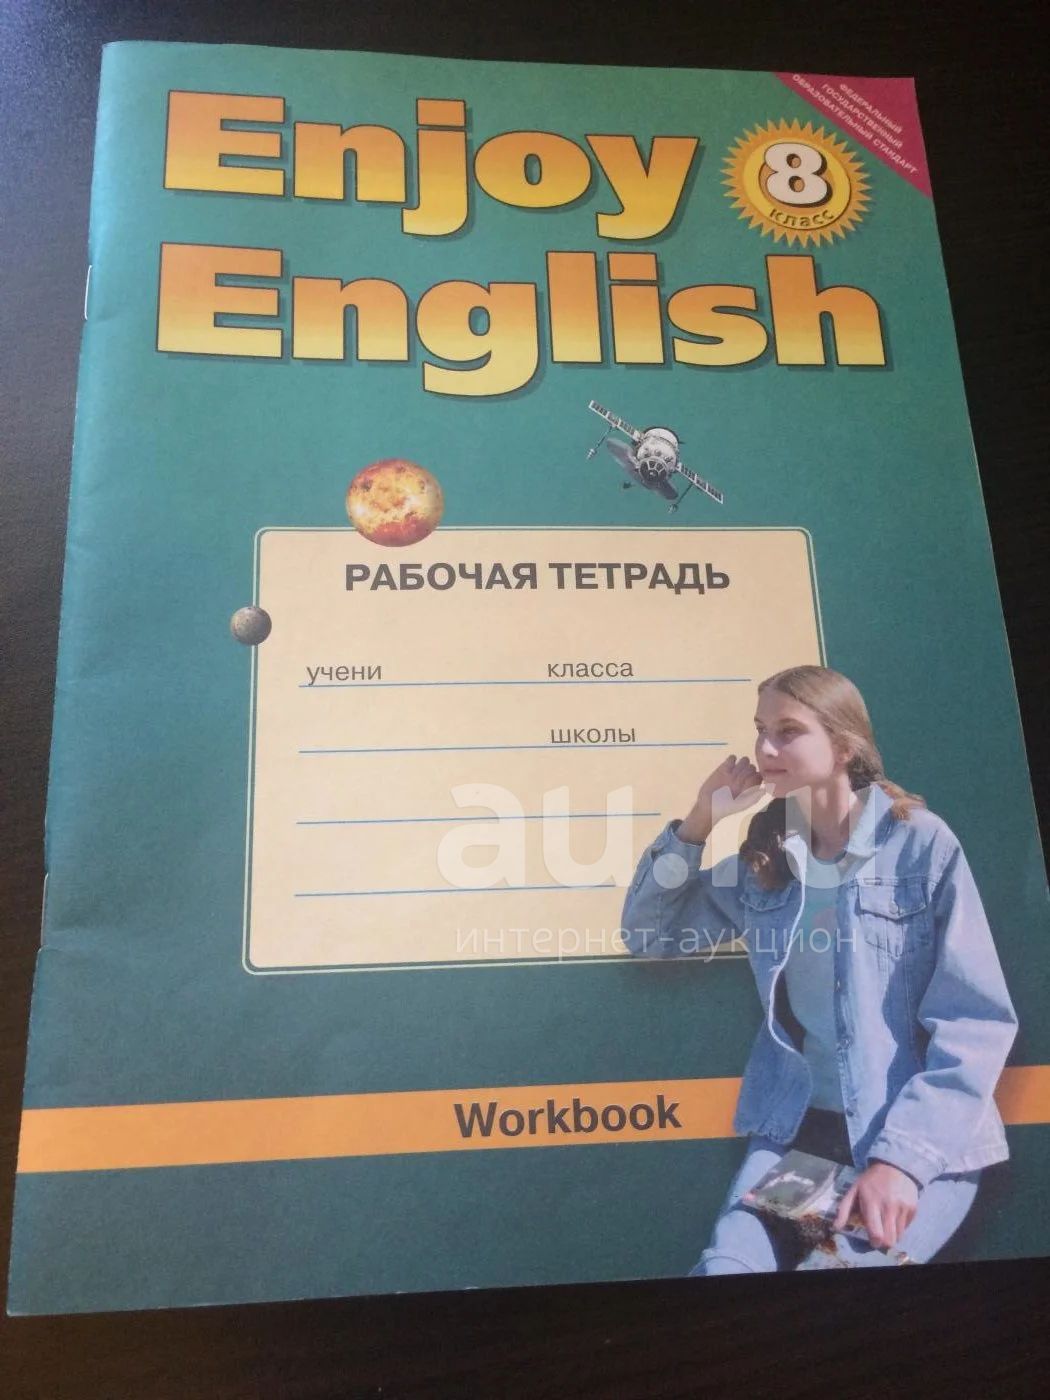 Enjoy
English
ФЕДЕРАЛЬНЫЙ
ГОСУДАРСТВЕННЫЙ
ОБРАЗОВАТЕЛЬНЫЙ СТАНДАРТ
8
класс
РАБОЧАЯ ТЕТРАДЬ
учени класса
школы
au.ru
интернет-аукцион
Workbook